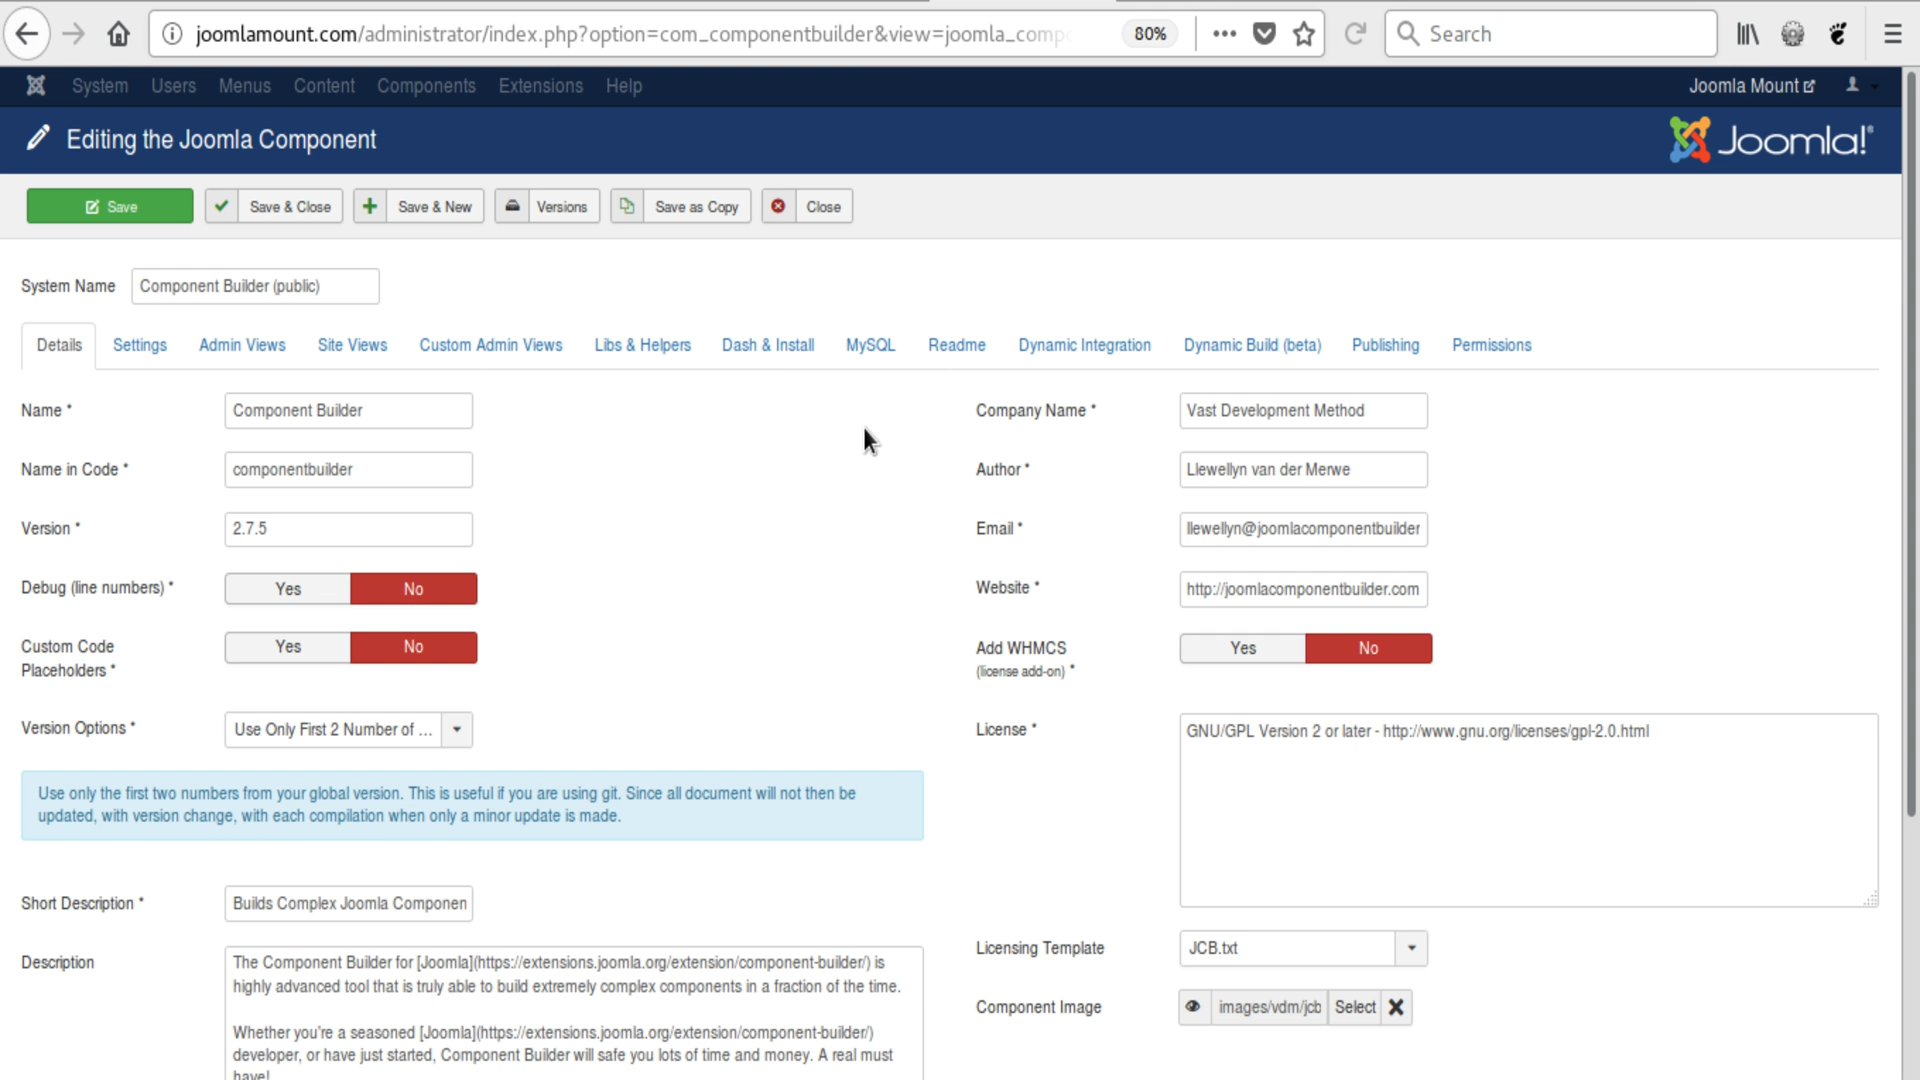 joomlamount.com/administrator/index.php?option=com_componentbuilder&view=joomla_compo
80%
Search
System Users Menus Content Components Extensions Help
Joomla Mount
Editing the Joomla Component
Joomla!®
Save
Save & Close
Save & New
Versions
Save as Copy
Close
System Name
Component Builder (public)
Details Settings Admin Views Site Views Custom Admin Views Libs & Helpers Dash & Install MySQL Readme Dynamic Integration Dynamic Build (beta) Publishing Permissions
Name *
Component Builder
Name in Code *
componentbuilder
Version *
2.7.5
Debug (line numbers) *
Yes No
Custom Code
Placeholders *
Yes No
Version Options *
Use Only First 2 Number of ...
Use only the first two numbers from your global version. This is useful if you are using git. Since all document will not then be
updated, with version change, with each compilation when only a minor update is made.
Short Description *
Builds Complex Joomla Componen
Description
The Component Builder for [Joomla](https://extensions.joomla.org/extension/component-builder/) is
highly advanced tool that is truly able to build extremely complex components in a fraction of the time.
Whether you're a seasoned [Joomla](https://extensions.joomla.org/extension/component-builder/)
developer, or have just started, Component Builder will safe you lots of time and money. A real must
have!
Company Name *
Vast Development Method
Author *
Llewellyn van der Merwe
Email *
llewellyn@joomlacomponentbuilder
Website *
http://joomlacomponentbuilder.com
Add WHMCS
(license add-on) *
Yes No
License *
GNU/GPL Version 2 or later - http://www.gnu.org/licenses/gpl-2.0.html
Licensing Template
JCB.txt
Component Image
images/vdm/jcb
Select